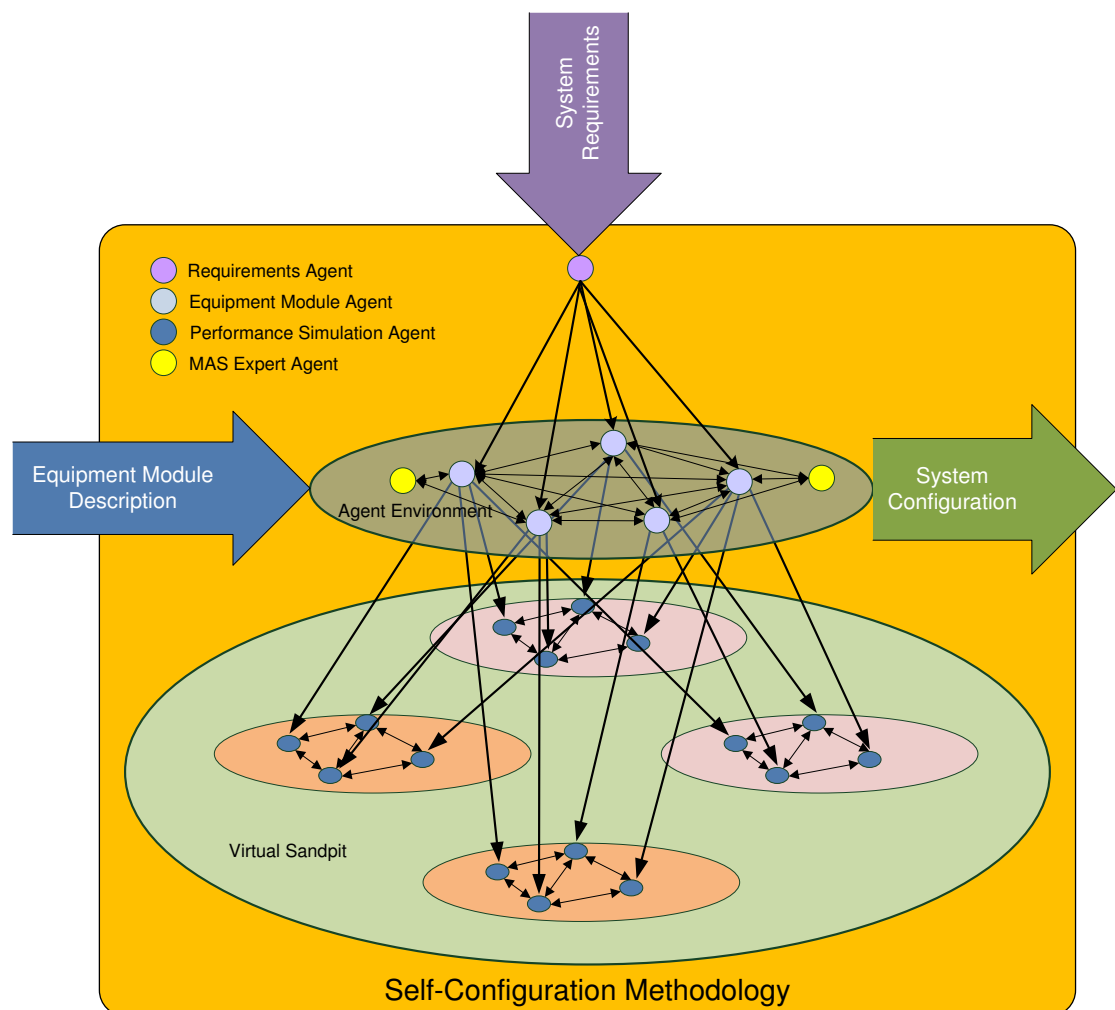 System
Requirements
Requirements Agent
Equipment Module Agent
Performance Simulation Agent
MAS Expert Agent
Equipment Module
Description
Agent Environment
System
Configuration
Virtual Sandpit
Self-Configuration Methodology